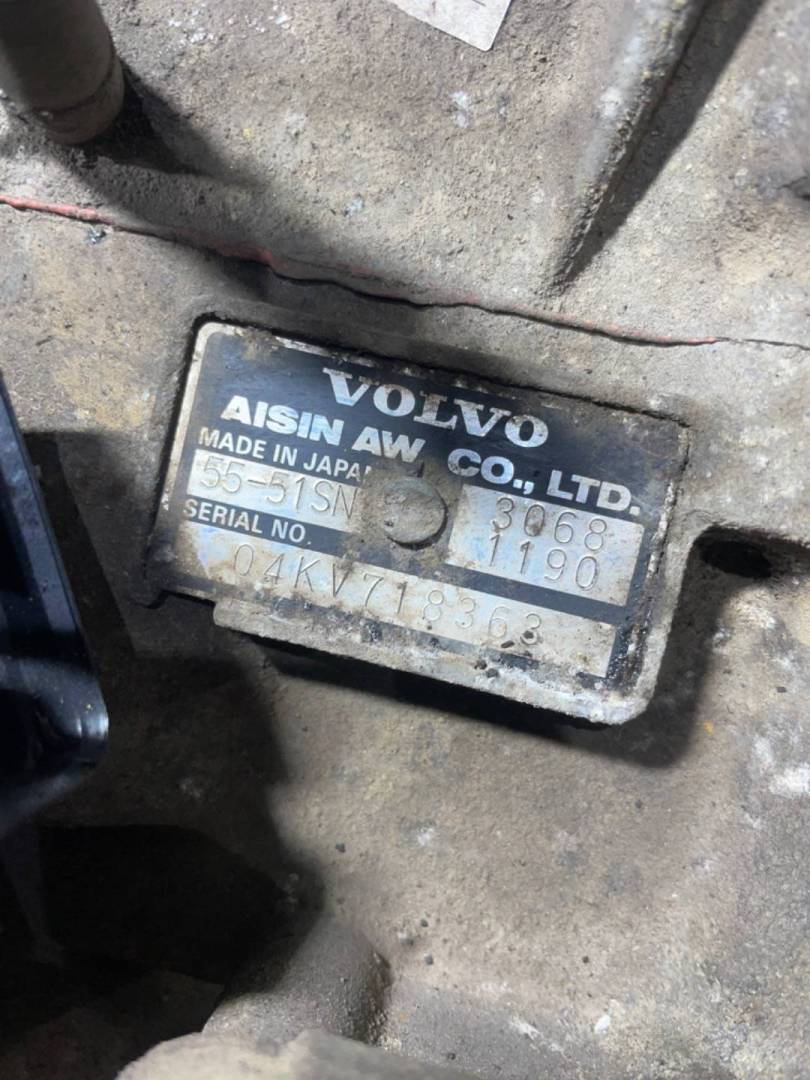 VOLVO
AISIN AW CO., LTD.
MADE IN JAPAN
55-51SN 3068
1190
SERIAL NO.
04KV718363